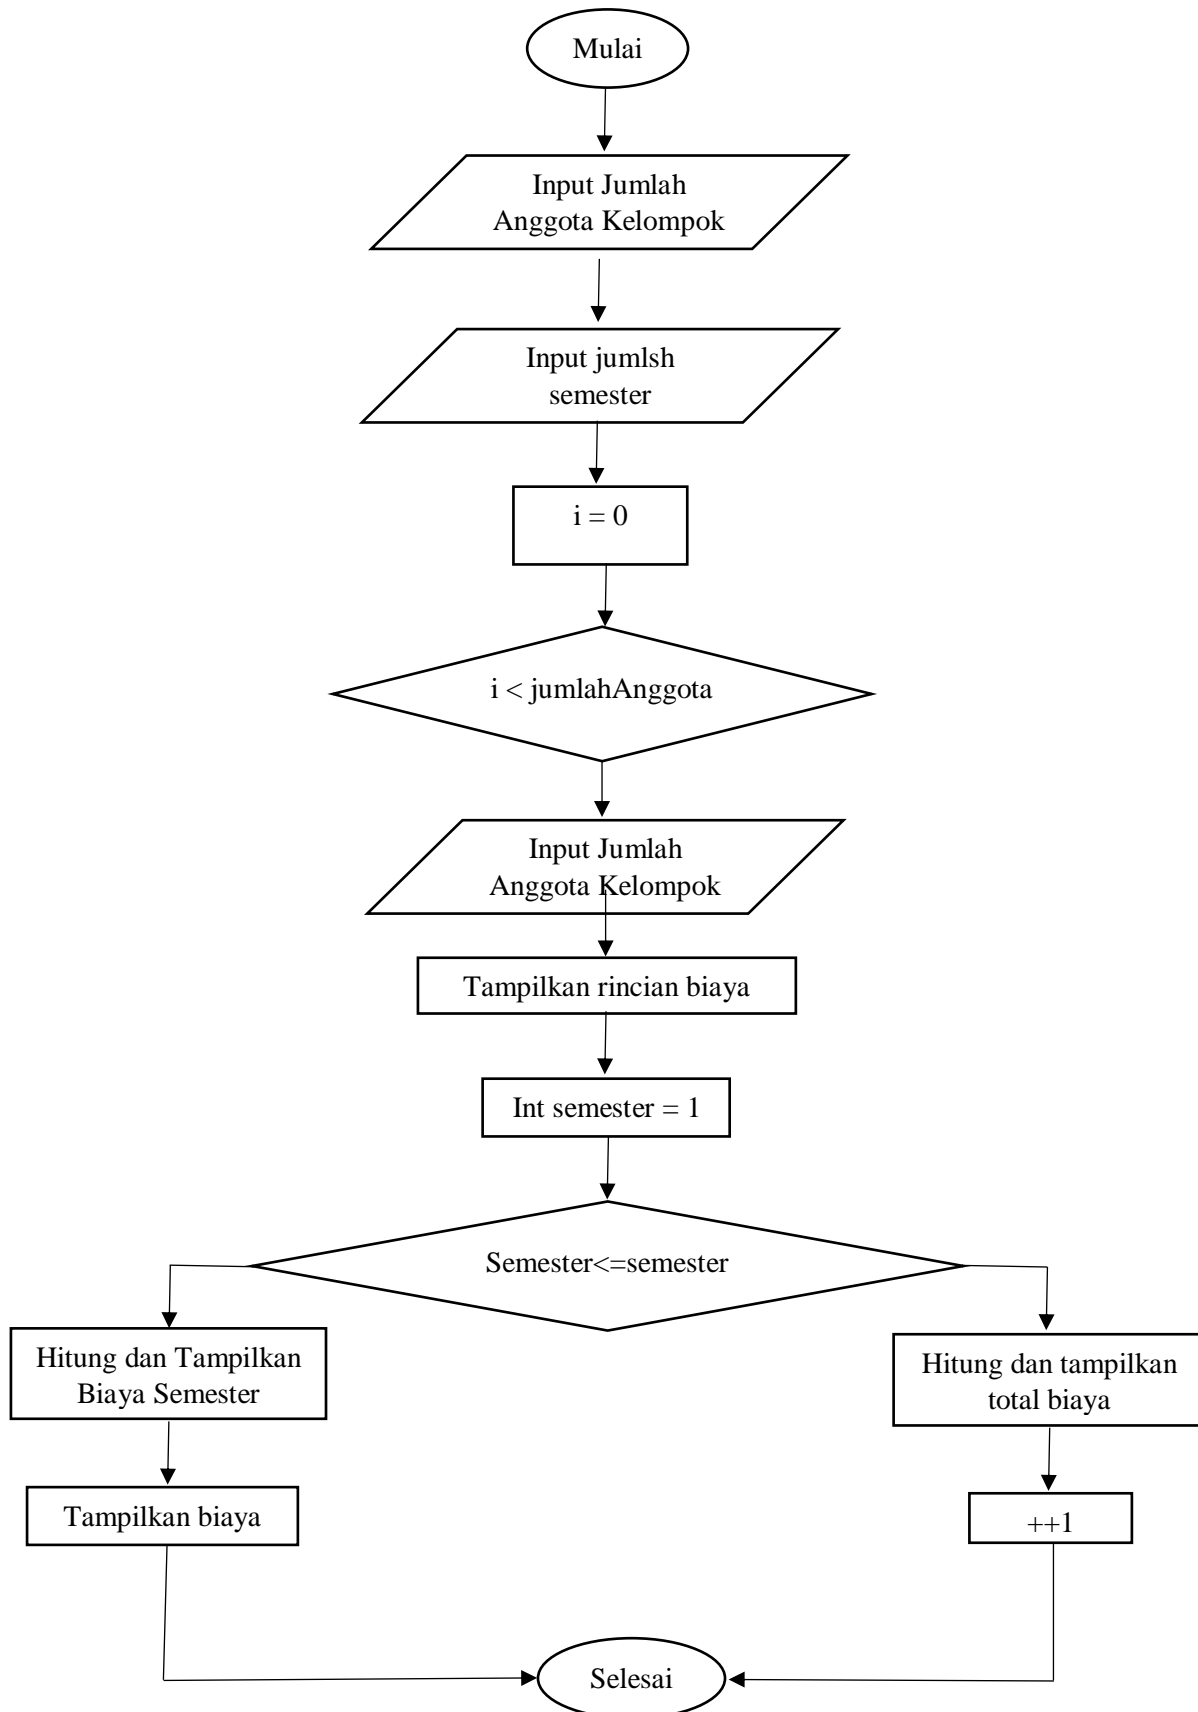 Mulai
Input Jumlah
Anggota Kelompok
Input jumlsh
semester
i = 0
i < jumlahAnggota
Input Jumlah
Anggota Kelompok
Tampilkan rincian biaya
Int semester = 1
Semester<=semester
Hitung dan Tampilkan
Biaya Semester
Hitung dan tampilkan
total biaya
Tampilkan biaya
++1
Selesai